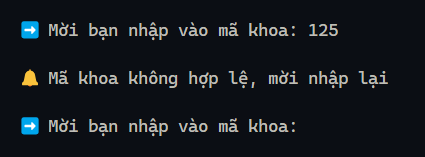 ➡️ Mời bạn nhập vào mã khoa: 125
🔔 Mã khoa không hợp lệ, mời nhập lại
➡️ Mời bạn nhập vào mã khoa: